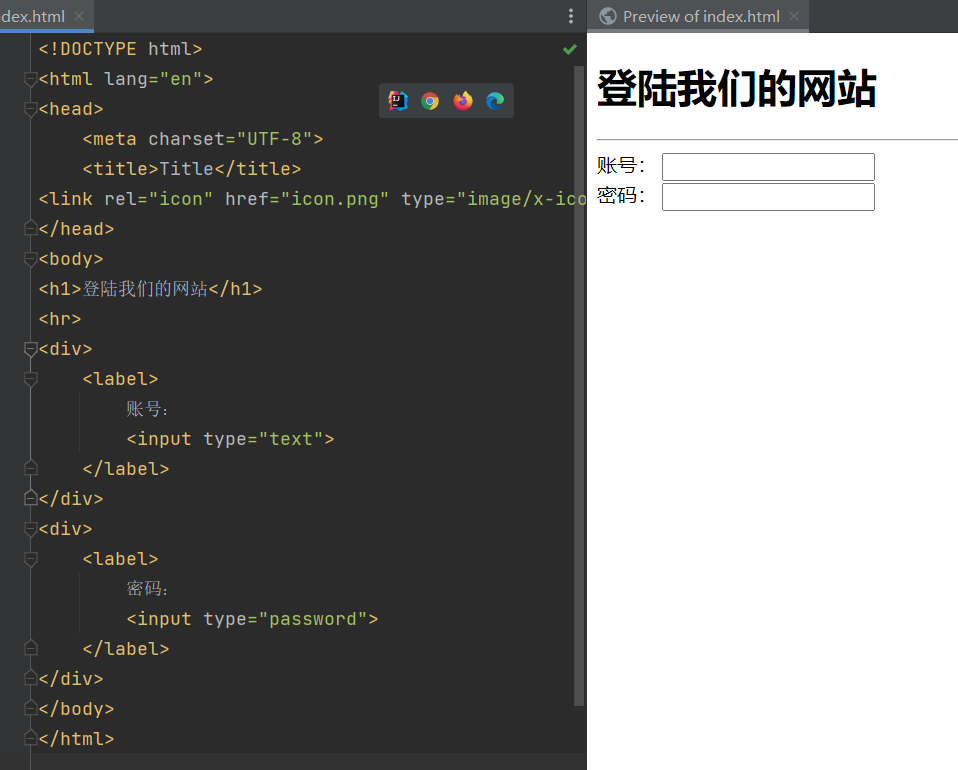 dex.html
<!DOCTYPE html>
<html lang="en">
<head>
<meta charset="UTF-8">
<title>Title</title>
<link rel="icon" href="icon.png" type="image/x-ico
</head>
<body>
<h1>登陆我们的网站</h1>
<hr>
<div>
<label>
账号：
<input type="text">
</label>
</div>
<div>
<label>
密码：
<input type="password">
</label>
</div>
</body>
</html>
Preview of index.html
登陆我们的网站
账号：
密码：